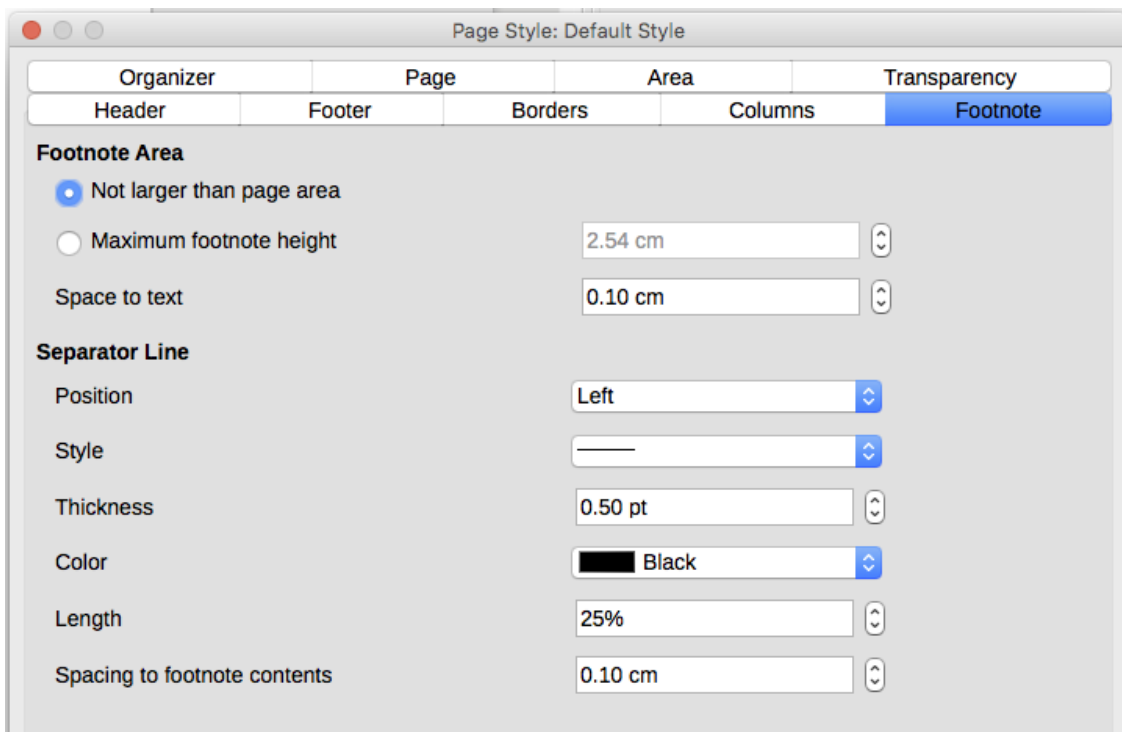 Page Style: Default Style
Organizer Page Area Transparency
Header Footer Borders Columns Footnote
Footnote Area
Not larger than page area
Maximum footnote height 2.54 cm
Space to text 0.10 cm
Separator Line
Position Left
Style
Thickness 0.50 pt
Color Black
Length 25%
Spacing to footnote contents 0.10 cm